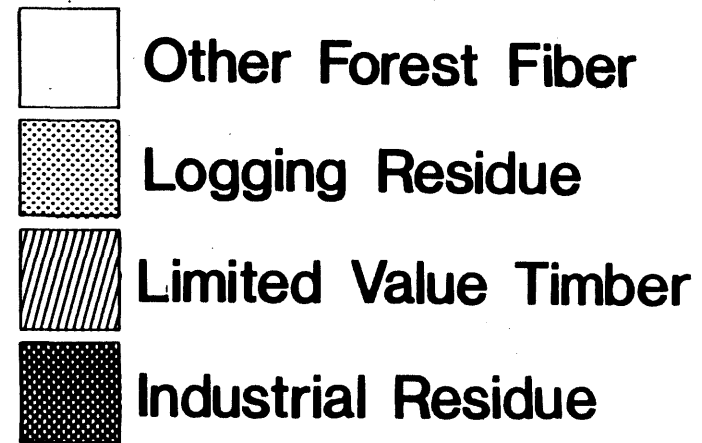 Other Forest Fiber
Logging Residue
Limited Value Timber
Industrial Residue